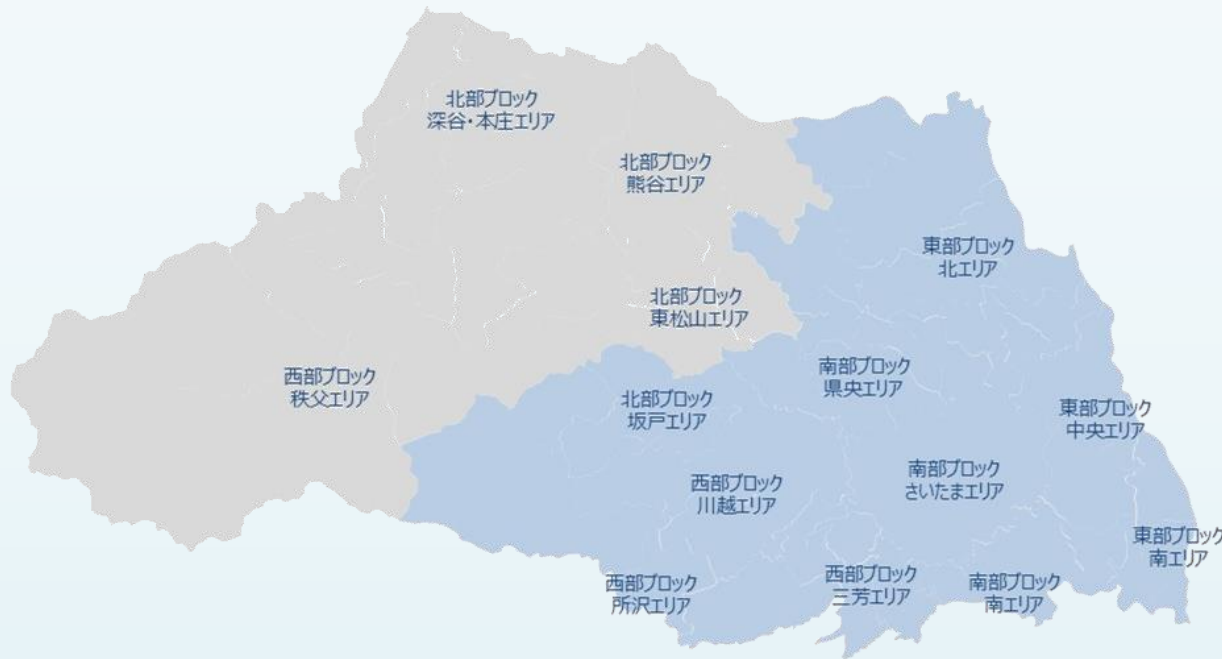 北部ブロック
深谷・本庄エリア
北部ブロック
熊谷エリア
東部ブロック
北エリア
北部ブロック
東松山エリア
南部ブロック
県央エリア
西部ブロック
秩父エリア
北部ブロック
坂戸エリア
東部ブロック
中央エリア
南部ブロック
さいたまエリア
西部ブロック
川越エリア
東部ブロック
南エリア
西部ブロック
三芳エリア
西部ブロック
所沢エリア
南部ブロック
南エリア